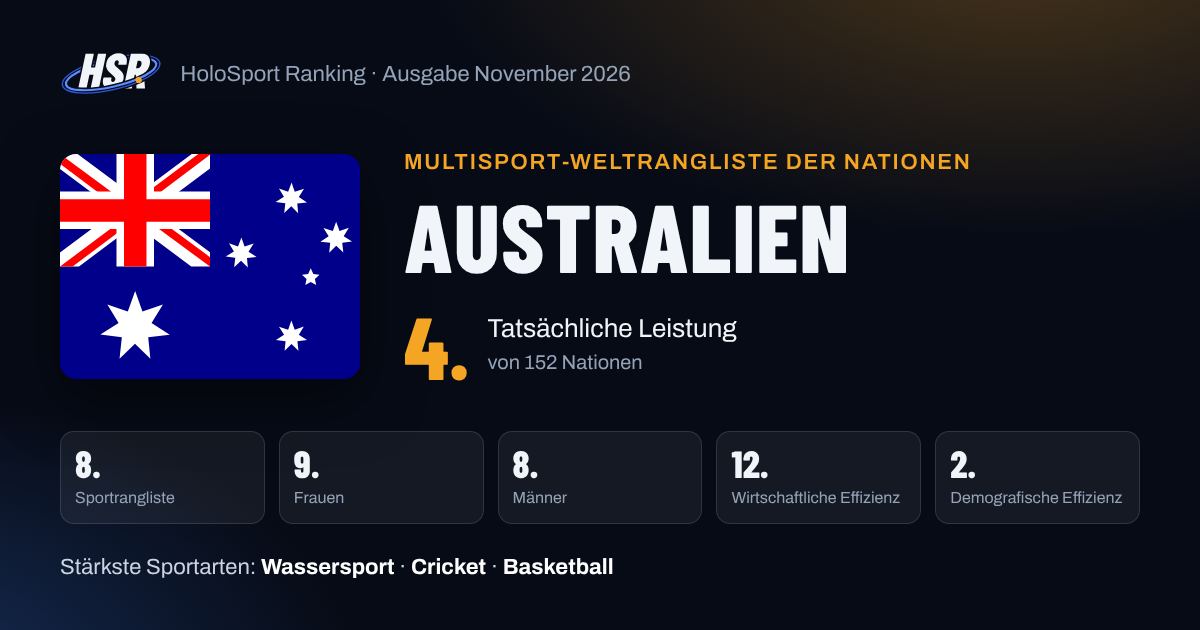 HSR HoloSport Ranking · Ausgabe November 2026
MULTISPORT-WELTRANGLISTE DER NATIONEN
AUSTRALIEN
4. Tatsächliche Leistung
von 152 Nationen
8.
Sportrangliste
9.
Frauen
8.
Männer
12.
Wirtschaftliche Effizienz
2.
Demografische Effizienz
Stärkste Sportarten: Wassersport · Cricket · Basketball